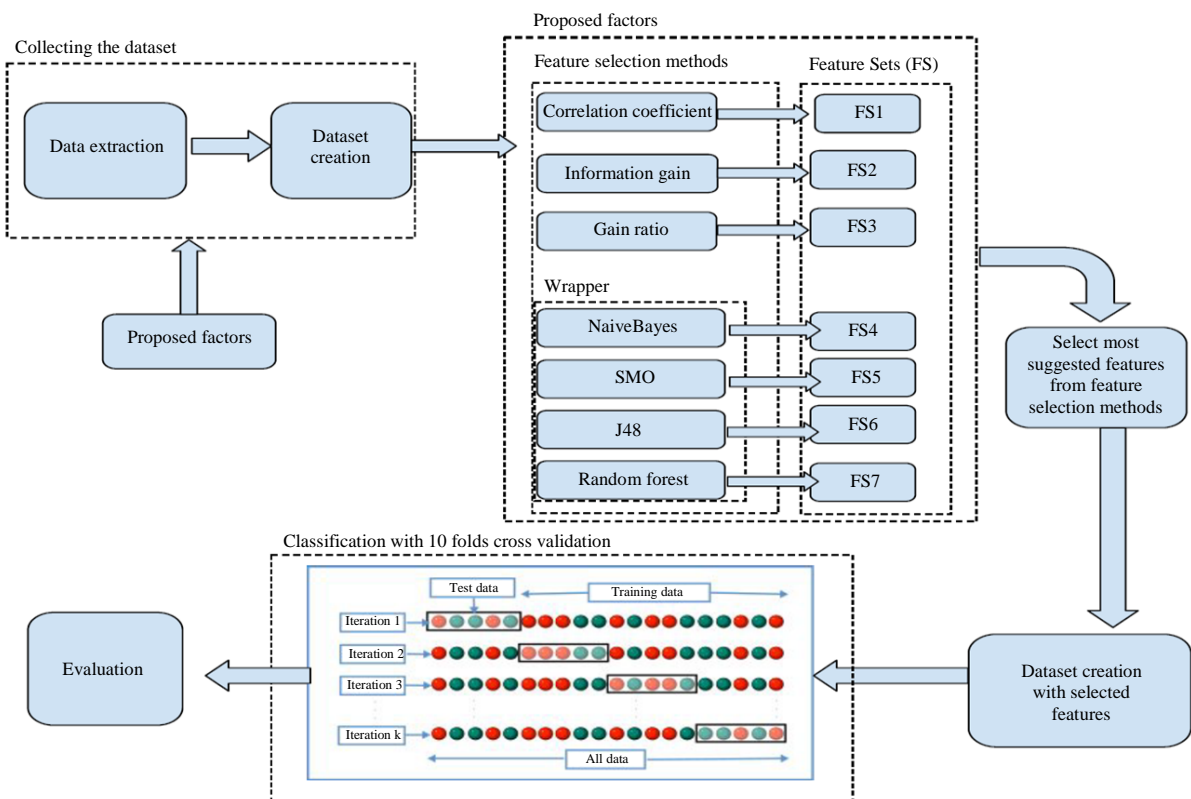 Proposed factors
Collecting the dataset
Feature selection methods
Feature Sets (FS)
Data extraction
Dataset
creation
Correlation coefficient
FS1
Information gain
FS2
Gain ratio
FS3
Proposed factors
Wrapper
NaiveBayes
FS4
SMO
FS5
J48
FS6
Random forest
FS7
Select most
suggested features
from feature
selection methods
Classification with 10 folds cross validation
Test data
Training data
Iteration 1
Iteration 2
Iteration 3
Iteration k
All data
Evaluation
Dataset creation
with selected
features